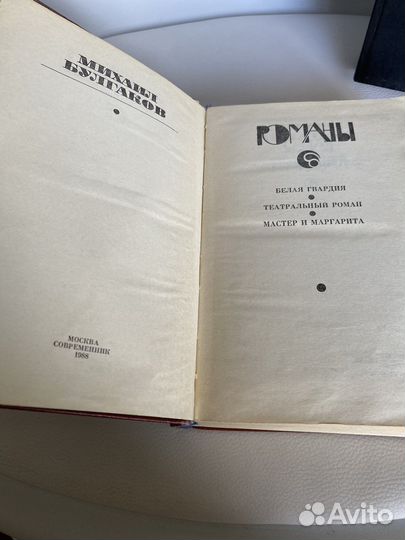 МИХАИЛ
БУЛГАКОВ
МОСКВА
СОВРЕМЕННИК
1988
РОМАНЫ
БЕЛАЯ ГВАРДИЯ
ТЕАТРАЛЬНЫЙ РОМАН
МАСТЕР И МАРГАРИТА
Avito